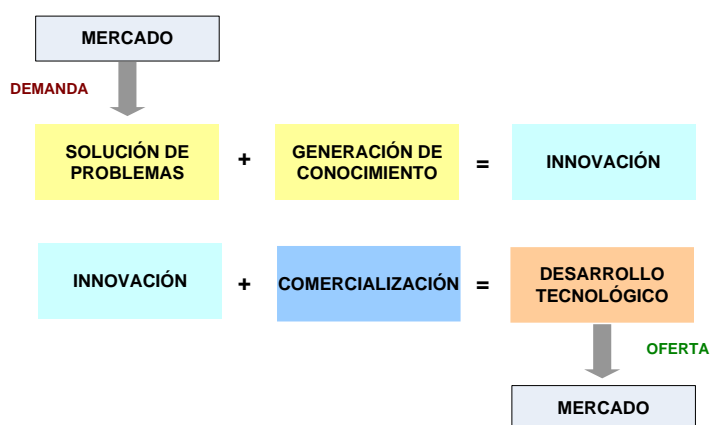 MERCADO
DEMANDA
SOLUCIÓN DE
PROBLEMAS
+
GENERACIÓN DE
CONOCIMIENTO
=
INNOVACIÓN
INNOVACIÓN
+
COMERCIALIZACIÓN
=
DESARROLLO
TECNOLÓGICO
OFERTA
MERCADO